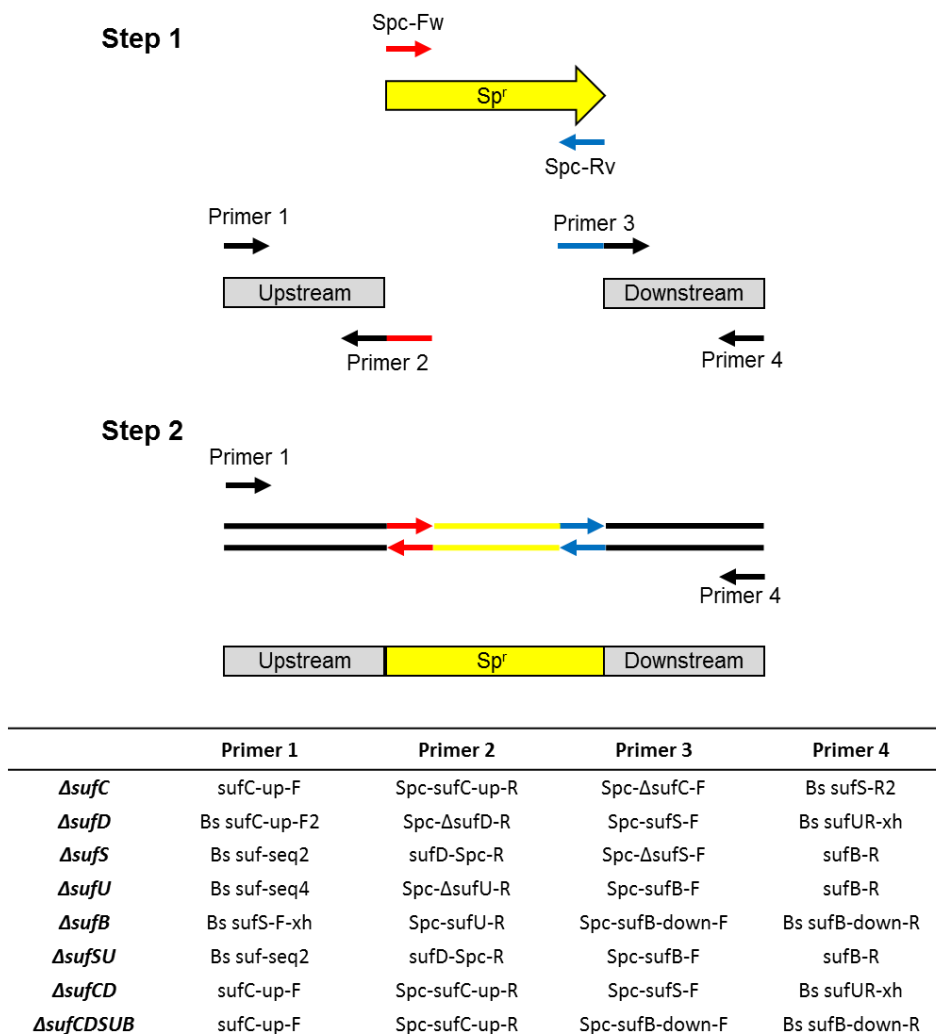 Step 1
Spc-Fw
Spʳ
Spc-Rv
Primer 1
Primer 3
Upstream
Downstream
Primer 2
Primer 4
Step 2
Primer 1
Primer 4
Upstream Spʳ Downstream
Primer 1 Primer 2 Primer 3 Primer 4
ΔsufC sufC-up-F Spc-sufC-up-R Spc-ΔsufC-F Bs sufS-R2
ΔsufD Bs sufC-up-F2 Spc-ΔsufD-R Spc-sufS-F Bs sufUR-xh
ΔsufS Bs suf-seq2 sufD-Spc-R Spc-ΔsufS-F sufB-R
ΔsufU Bs suf-seq4 Spc-ΔsufU-R Spc-sufB-F sufB-R
ΔsufB Bs sufS-F-xh Spc-sufU-R Spc-sufB-down-F Bs sufB-down-R
ΔsufSU Bs suf-seq2 sufD-Spc-R Spc-sufB-F sufB-R
ΔsufCD sufC-up-F Spc-sufC-up-R Spc-sufS-F Bs sufUR-xh
ΔsufCDSUB sufC-up-F Spc-sufC-up-R Spc-sufB-down-F Bs sufB-down-R